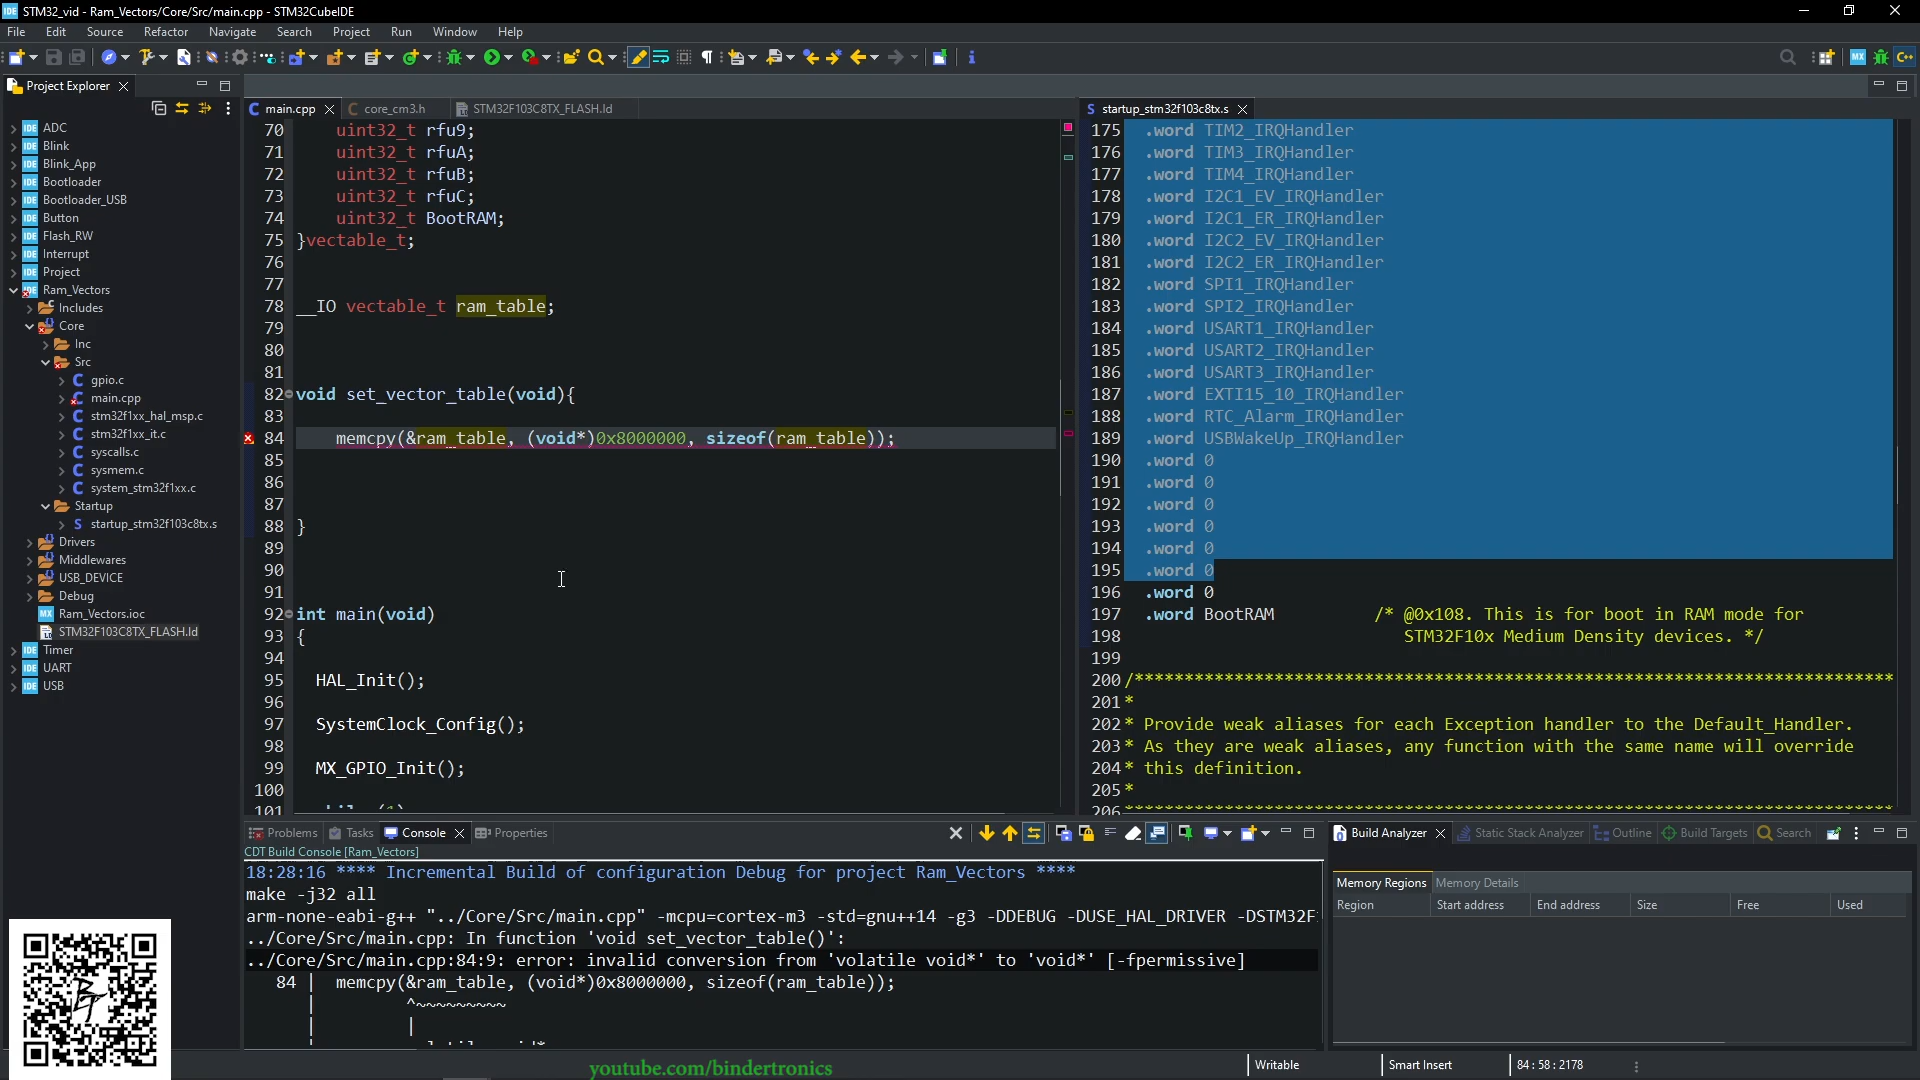 STM32_vid - Ram_Vectors/Core/Src/main.cpp - STM32CubeIDE
File Edit Source Refactor Navigate Search Project Run Window Help
Project Explorer
ADC
Blink
Blink_App
Bootloader
Bootloader_USB
Button
Flash_RW
Interrupt
Project
Ram_Vectors
Includes
Core
Inc
Src
gpio.c
main.cpp
stm32f1xx_hal_msp.c
stm32f1xx_it.c
syscalls.c
sysmem.c
system_stm32f1xx.c
Startup
startup_stm32f103c8tx.s
Drivers
Middlewares
USB_DEVICE
Debug
Ram_Vectors.ioc
STM32F103C8TX_FLASH.ld
Timer
UART
USB
main.cpp core_cm3.h STM32F103C8TX_FLASH.ld
70 uint32_t rfu9;
71 uint32_t rfuA;
72 uint32_t rfuB;
73 uint32_t rfuC;
74 uint32_t BootRAM;
75 }vectable_t;
76
77
78 __IO vectable_t ram_table;
79
80
81
82 void set_vector_table(void){
83
84 memcpy(&ram_table, (void*)0x8000000, sizeof(ram_table));
85
86
87
88 }
89
90
91
92 int main(void)
93 {
94
95 HAL_Init();
96
97 SystemClock_Config();
98
99 MX_GPIO_Init();
100
101
startup_stm32f103c8tx.s
175 .word TIM2_IRQHandler
176 .word TIM3_IRQHandler
177 .word TIM4_IRQHandler
178 .word I2C1_EV_IRQHandler
179 .word I2C1_ER_IRQHandler
180 .word I2C2_EV_IRQHandler
181 .word I2C2_ER_IRQHandler
182 .word SPI1_IRQHandler
183 .word SPI2_IRQHandler
184 .word USART1_IRQHandler
185 .word USART2_IRQHandler
186 .word USART3_IRQHandler
187 .word EXTI15_10_IRQHandler
188 .word RTC_Alarm_IRQHandler
189 .word USBWakeUp_IRQHandler
190 .word 0
191 .word 0
192 .word 0
193 .word 0
194 .word 0
195 .word 0
196 .word 0
197 .word BootRAM /* @0x108. This is for boot in RAM mode for
198 STM32F10x Medium Density devices. */
199
200 /*****************************************************************************
201 *
202 * Provide weak aliases for each Exception handler to the Default_Handler.
203 * As they are weak aliases, any function with the same name will override
204 * this definition.
205 *
206 *****************************************************************************
Problems Tasks Console Properties
CDT Build Console [Ram_Vectors]
18:28:16 **** Incremental Build of configuration Debug for project Ram_Vectors ****
make -j32 all
arm-none-eabi-g++ "../Core/Src/main.cpp" -mcpu=cortex-m3 -std=gnu++14 -g3 -DDEBUG -DUSE_HAL_DRIVER -DSTM32F
../Core/Src/main.cpp: In function 'void set_vector_table()':
../Core/Src/main.cpp:84:9: error: invalid conversion from 'volatile void*' to 'void*' [-fpermissive]
84 | memcpy(&ram_table, (void*)0x8000000, sizeof(ram_table));
| ^~~~~~~~~~
| |
Build Analyzer Static Stack Analyzer Outline Build Targets Search
Memory Regions Memory Details
Region Start address End address Size Free Used
youtube.com/bindertronics
Writable Smart Insert 84 : 58 : 2178